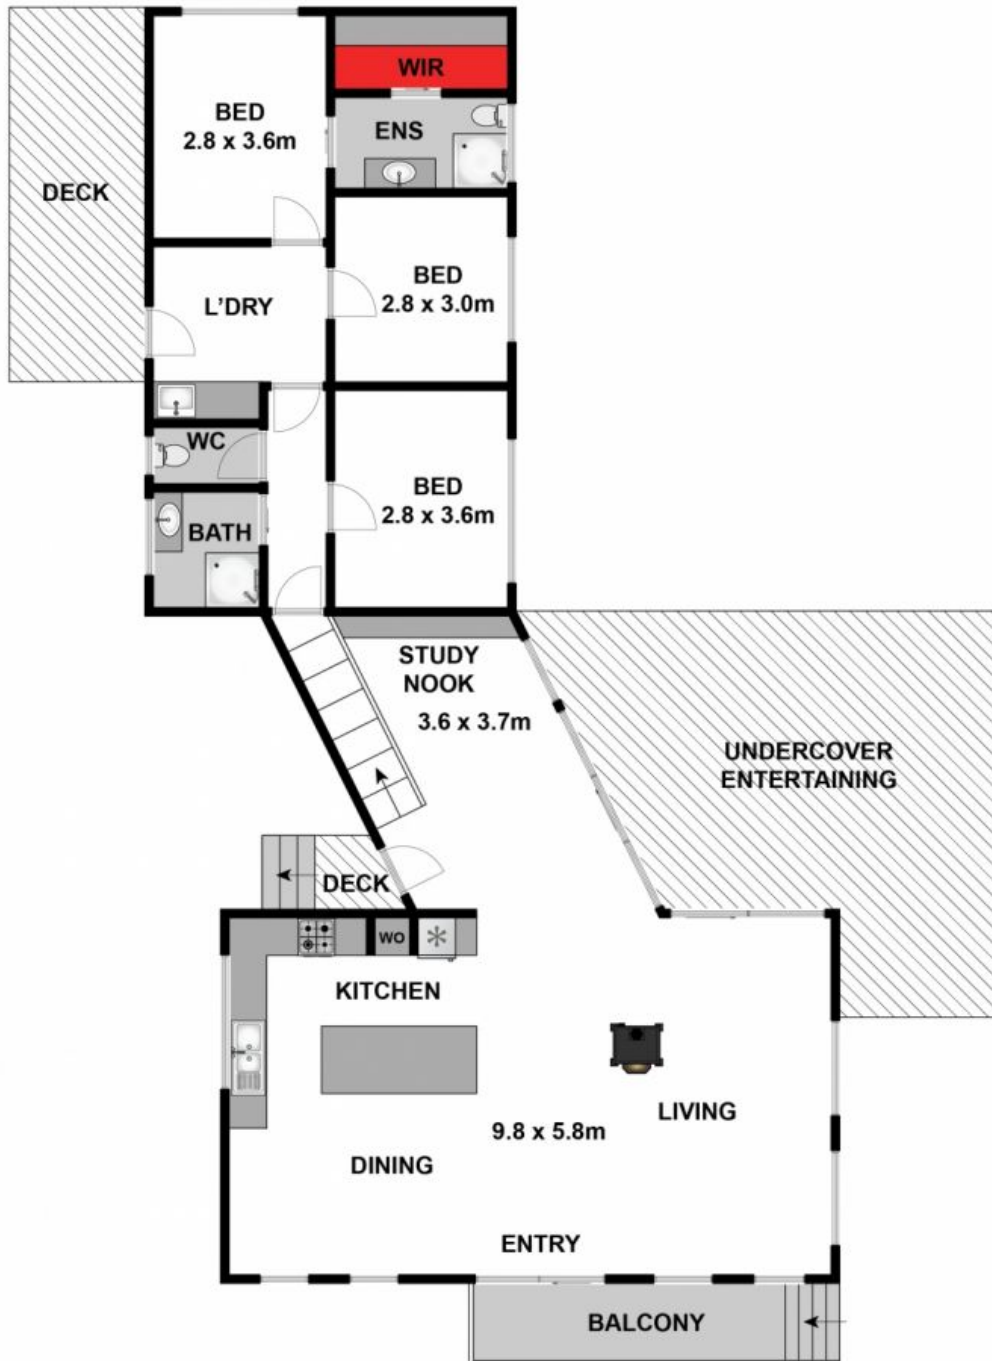 WIR
BED
2.8 x 3.6m
ENS
DECK
BED
2.8 x 3.0m
L'DRY
WC
BED
2.8 x 3.6m
BATH
STUDY
NOOK
3.6 x 3.7m
UNDERCOVER
ENTERTAINING
DECK
WO
KITCHEN
LIVING
9.8 x 5.8m
DINING
ENTRY
BALCONY